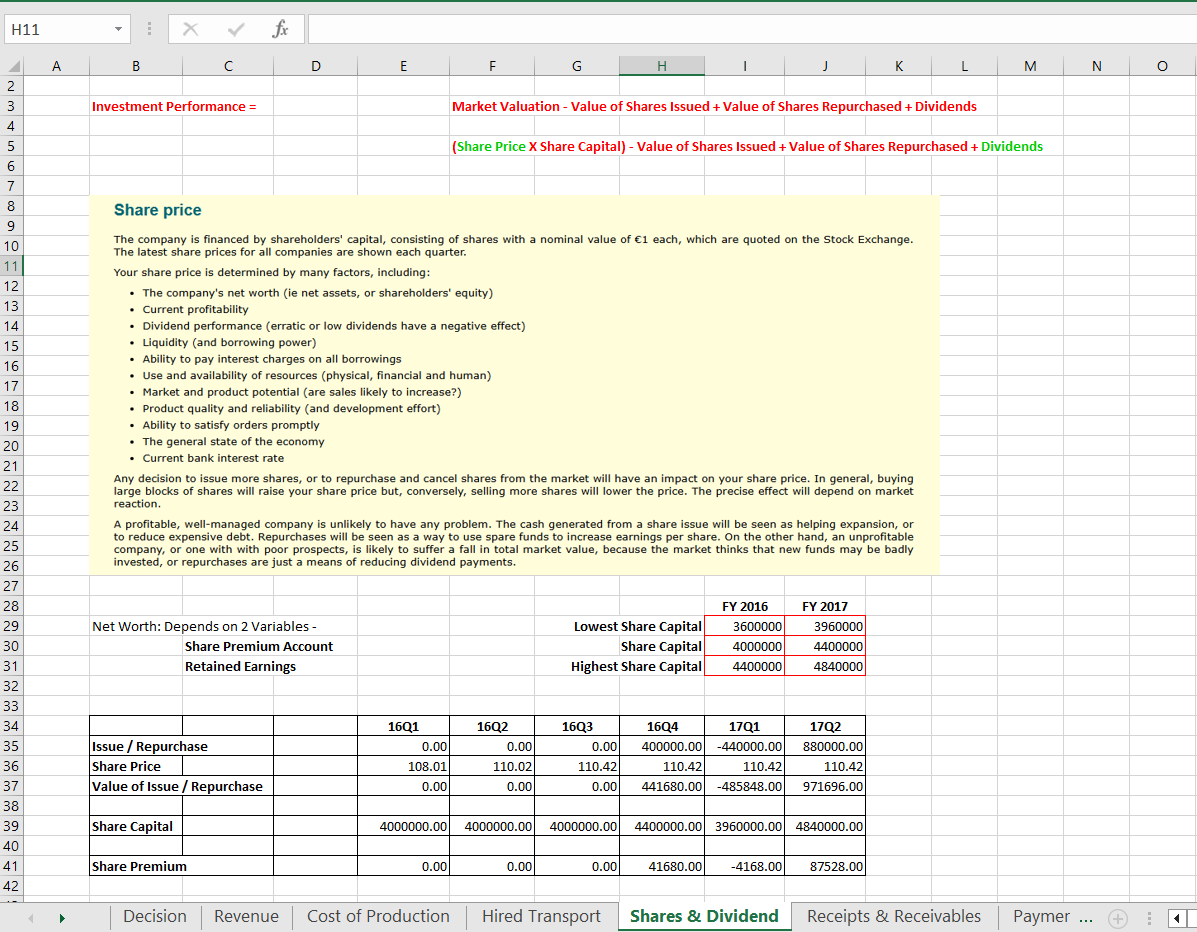 H11
fx
A B C D E F G H I J K L M N O
2
3 Investment Performance = Market Valuation - Value of Shares Issued + Value of Shares Repurchased + Dividends
4
5 (Share Price X Share Capital) - Value of Shares Issued + Value of Shares Repurchased + Dividends
6
7
8 Share price
9
10 The company is financed by shareholders' capital, consisting of shares with a nominal value of €1 each, which are quoted on the Stock Exchange.
The latest share prices for all companies are shown each quarter.
11 Your share price is determined by many factors, including:
12 • The company's net worth (ie net assets, or shareholders' equity)
13 • Current profitability
14 • Dividend performance (erratic or low dividends have a negative effect)
15 • Liquidity (and borrowing power)
16 • Ability to pay interest charges on all borrowings
17 • Use and availability of resources (physical, financial and human)
• Market and product potential (are sales likely to increase?)
18 • Product quality and reliability (and development effort)
19 • Ability to satisfy orders promptly
20 • The general state of the economy
21 • Current bank interest rate
22 Any decision to issue more shares, or to repurchase and cancel shares from the market will have an impact on your share price. In general, buying
large blocks of shares will raise your share price but, conversely, selling more shares will lower the price. The precise effect will depend on market
23 reaction.
24 A profitable, well-managed company is unlikely to have any problem. The cash generated from a share issue will be seen as helping expansion, or
25 to reduce expensive debt. Repurchases will be seen as a way to use spare funds to increase earnings per share. On the other hand, an unprofitable
company, or one with with poor prospects, is likely to suffer a fall in total market value, because the market thinks that new funds may be badly
26 invested, or repurchases are just a means of reducing dividend payments.
27
28 FY 2016 FY 2017
29 Net Worth: Depends on 2 Variables - Lowest Share Capital 3600000 3960000
30 Share Premium Account Share Capital 4000000 4400000
31 Retained Earnings Highest Share Capital 4400000 4840000
32
33
34 16Q1 16Q2 16Q3 16Q4 17Q1 17Q2
35 Issue / Repurchase 0.00 0.00 0.00 400000.00 -440000.00 880000.00
36 Share Price 108.01 110.02 110.42 110.42 110.42 110.42
37 Value of Issue / Repurchase 0.00 0.00 0.00 441680.00 -485848.00 971696.00
38
39 Share Capital 4000000.00 4000000.00 4000000.00 4400000.00 3960000.00 4840000.00
40
41 Share Premium 0.00 0.00 0.00 41680.00 -4168.00 87528.00
42
Decision Revenue Cost of Production Hired Transport Shares & Dividend Receipts & Receivables Paymer ...